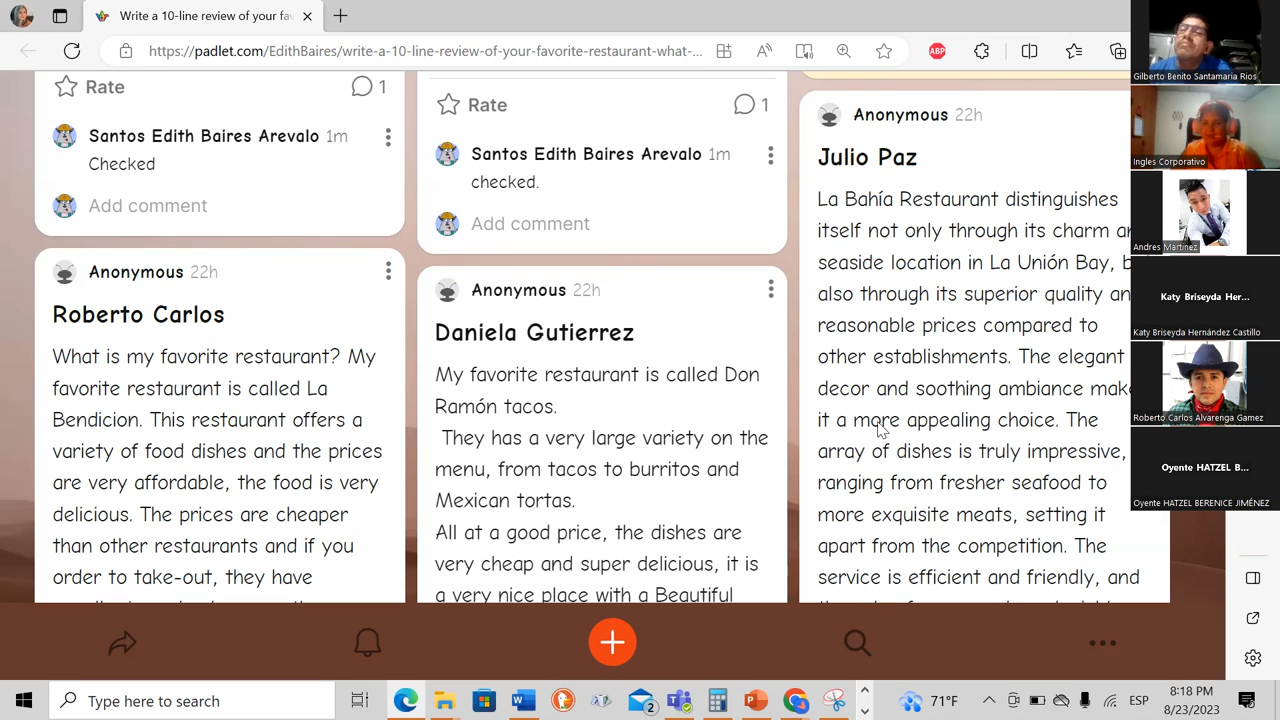 Write a 10-line review of your fav
https://padlet.com/EdithBaires/write-a-10-line-review-of-your-favorite-restaurant-what-...
ABP
Rate
1
Santos Edith Baires Arevalo 1m
Checked
Add comment
Anonymous 22h
Roberto Carlos
What is my favorite restaurant? My
favorite restaurant is called La
Bendicion. This restaurant offers a
variety of food dishes and the prices
are very affordable, the food is very
delicious. The prices are cheaper
than other restaurants and if you
order to take-out, they have
Rate
1
Santos Edith Baires Arevalo 1m
checked.
Add comment
Anonymous 22h
Daniela Gutierrez
My favorite restaurant is called Don
Ramón tacos.
They has a very large variety on the
menu, from tacos to burritos and
Mexican tortas.
All at a good price, the dishes are
very cheap and super delicious, it is
a very nice place with a Beautiful
Anonymous 22h
Julio Paz
La Bahía Restaurant distinguishes
itself not only through its charm an
seaside location in La Unión Bay, b
also through its superior quality an
reasonable prices compared to
other establishments. The elegant
decor and soothing ambiance make
it a more appealing choice. The
array of dishes is truly impressive,
ranging from fresher seafood to
more exquisite meats, setting it
apart from the competition. The
service is efficient and friendly, and
Gilberto Benito Santamaria Rios
Ingles Corporativo
Andres Martinez
Katy Briseyda Her...
Katy Briseyda Hernández Castillo
Roberto Carlos Alvarenga Gamez
Oyente HATZEL B...
Oyente HATZEL BERENICE JIMÉNEZ
Type here to search
2
71°F
ESP
8:18 PM
8/23/2023